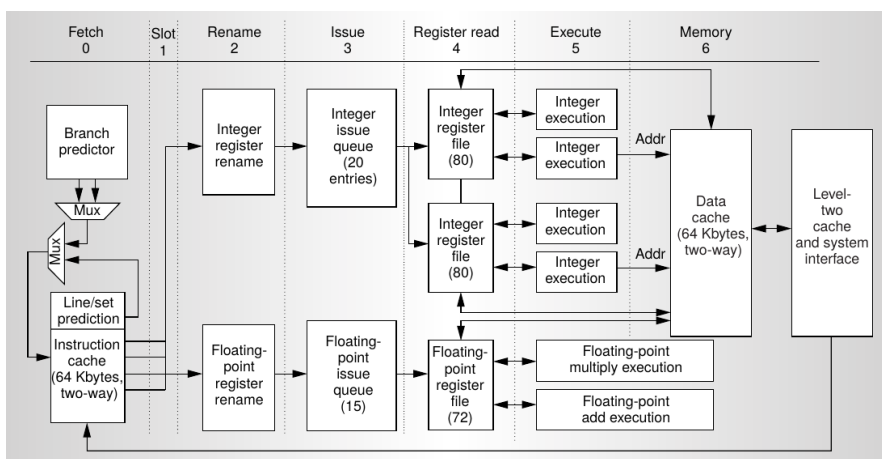 Fetch
0
Slot
1
Rename
2
Issue
3
Register read
4
Execute
5
Memory
6
Branch
predictor
Mux
Mux
Line/set
prediction
Instruction
cache
(64 Kbytes,
two-way)
Integer
register
rename
Integer
issue
queue
(20
entries)
Integer
register
file
(80)
Integer
execution
Integer
execution
Addr
Integer
register
file
(80)
Integer
execution
Integer
execution
Addr
Data
cache
(64 Kbytes,
two-way)
Level-
two
cache
and system
interface
Floating-
point
register
rename
Floating-
point
issue
queue
(15)
Floating-
point
register
file
(72)
Floating-point
multiply execution
Floating-point
add execution